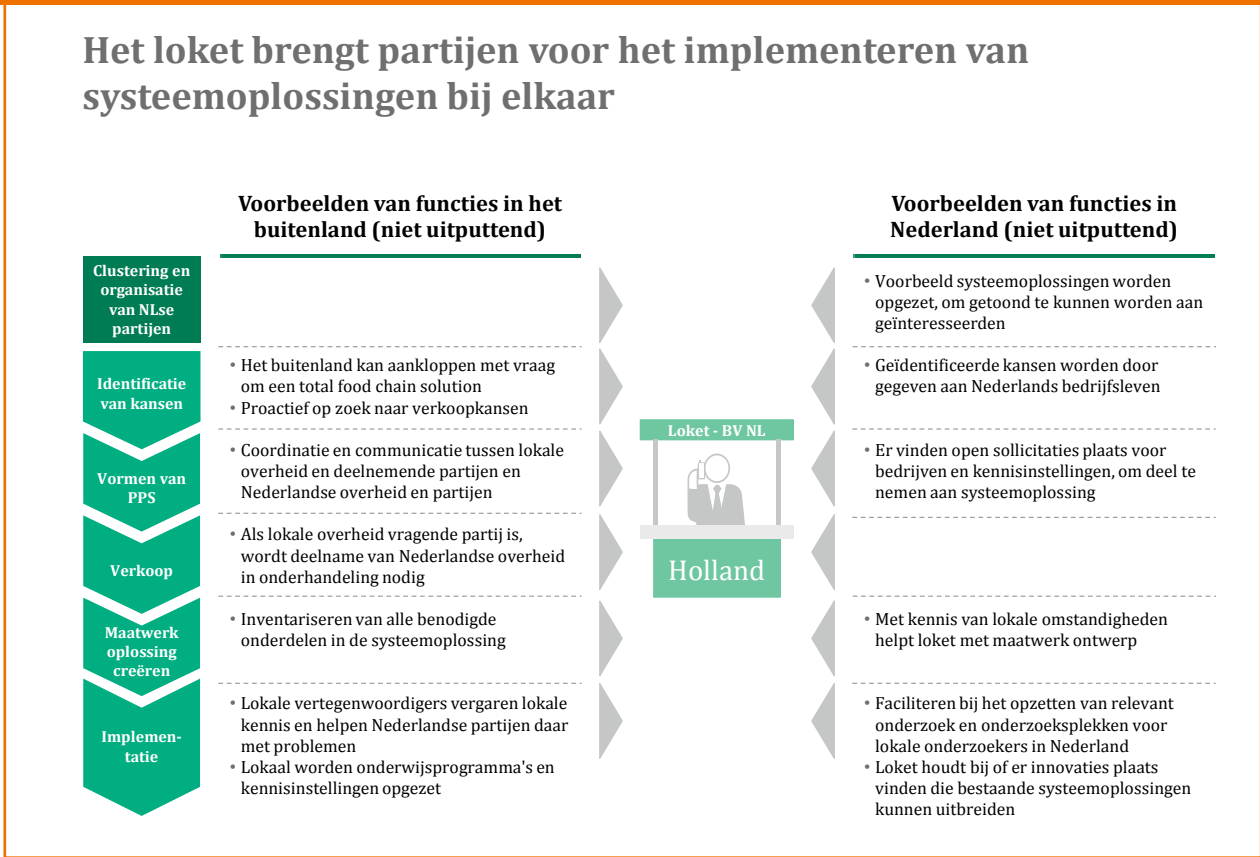 Het loket brengt partijen voor het implementeren van
systeemoplossingen bij elkaar
Voorbeelden van functies in het
buitenland (niet uitputtend)
Voorbeelden van functies in
Nederland (niet uitputtend)
Clustering en
organisatie
van NLse
partijen
• Voorbeeld systeemoplossingen worden
opgezet, om getoond te kunnen worden aan
geïnteresseerden
Identificatie
van kansen
• Het buitenland kan aankloppen met vraag
om een total food chain solution
• Proactief op zoek naar verkoopkansen
• Geïdentificeerde kansen worden door
gegeven aan Nederlands bedrijfsleven
Vormen van
PPS
• Coordinatie en communicatie tussen lokale
overheid en deelnemende partijen en
Nederlandse overheid en partijen
Loket - BV NL
• Er vinden open sollicitaties plaats voor
bedrijven en kennisinstellingen, om deel te
nemen aan systeemoplossing
Verkoop
• Als lokale overheid vragende partij is,
wordt deelname van Nederlandse overheid
in onderhandeling nodig
Holland
Maatwerk
oplossing
creëren
• Inventariseren van alle benodigde
onderdelen in de systeemoplossing
• Met kennis van lokale omstandigheden
helpt loket met maatwerk ontwerp
Implemen-
tatie
• Lokale vertegenwoordigers vergaren lokale
kennis en helpen Nederlandse partijen daar
met problemen
• Lokaal worden onderwijsprogramma's en
kennisinstellingen opgezet
• Faciliteren bij het opzetten van relevant
onderzoek en onderzoeksplekken voor
lokale onderzoekers in Nederland
• Loket houdt bij of er innovaties plaats
vinden die bestaande systeemoplossingen
kunnen uitbreiden